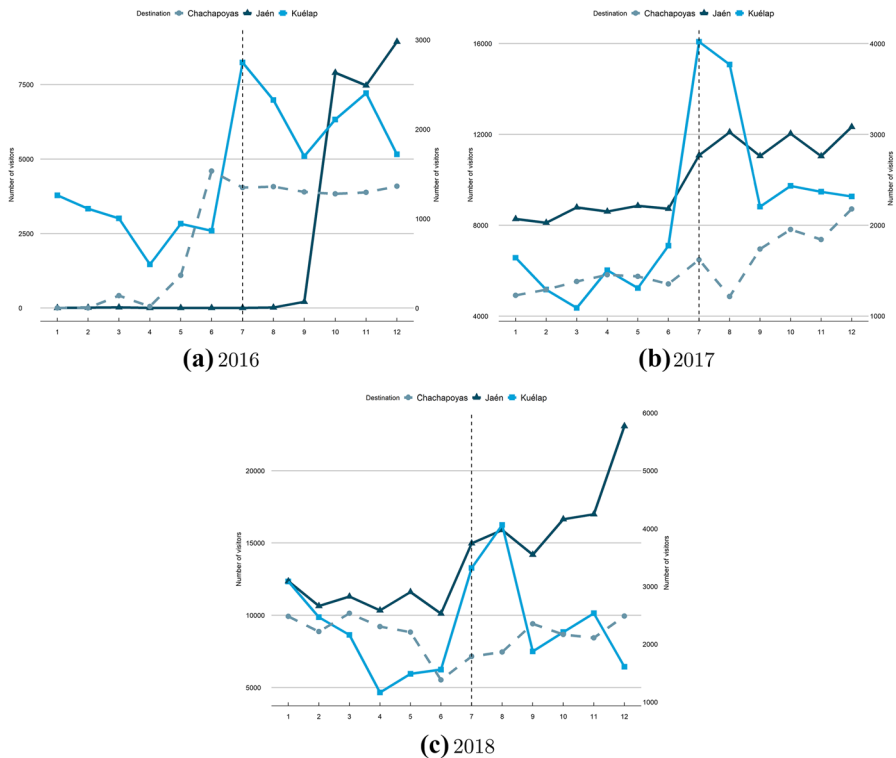 Destination Chachapoyas Jaén Kuélap
Number of visitors
7500
5000
2500
0
3000
2000
1000
0
Number of visitors
1 2 3 4 5 6 7 8 9 10 11 12
(a) 2016
Destination Chachapoyas Jaén Kuélap
Number of visitors
16000
12000
8000
4000
4000
3000
2000
1000
Number of visitors
1 2 3 4 5 6 7 8 9 10 11 12
(b) 2017
Destination Chachapoyas Jaén Kuélap
Number of visitors
20000
15000
10000
5000
6000
5000
4000
3000
2000
1000
Number of visitors
1 2 3 4 5 6 7 8 9 10 11 12
(c) 2018